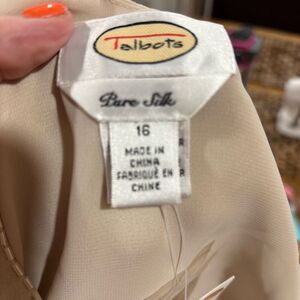 Talbots
Pure Silk
16
MADE IN
CHINA
FABRIQUÉ EN
CHINE